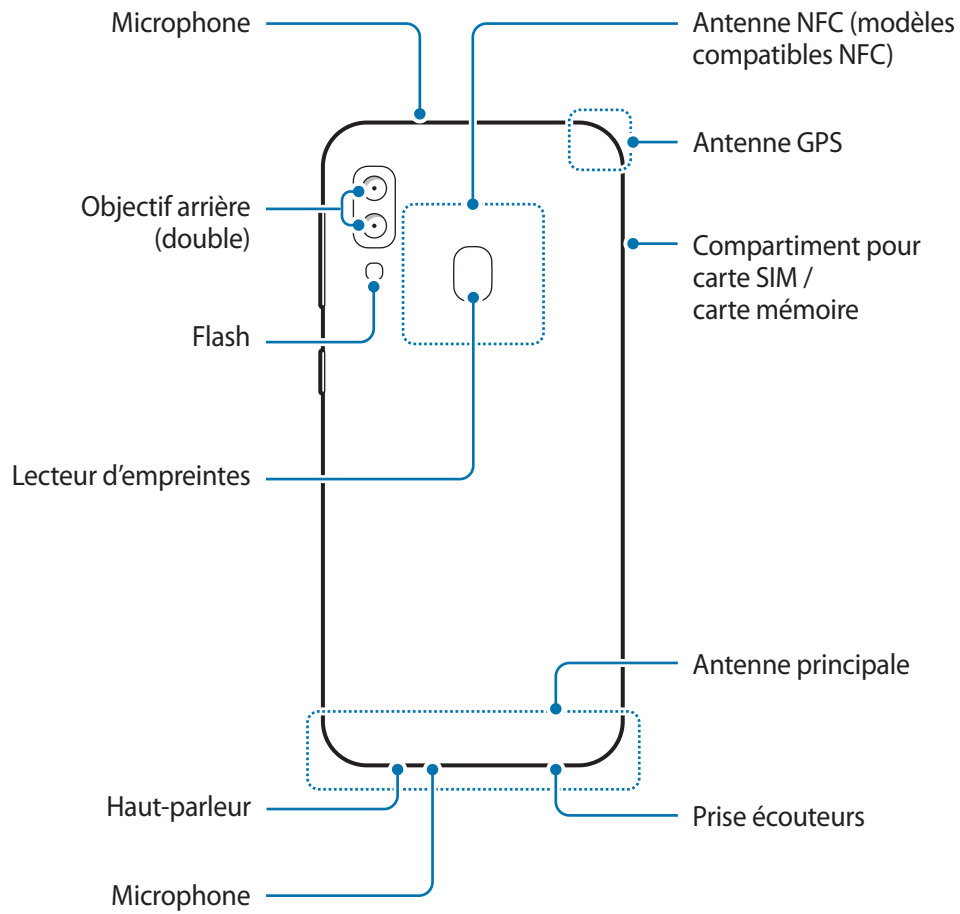 Microphone
Antenne NFC (modèles
compatibles NFC)
Antenne GPS
Objectif arrière
(double)
Compartiment pour
carte SIM /
carte mémoire
Flash
Lecteur d'empreintes
Antenne principale
Haut-parleur
Prise écouteurs
Microphone